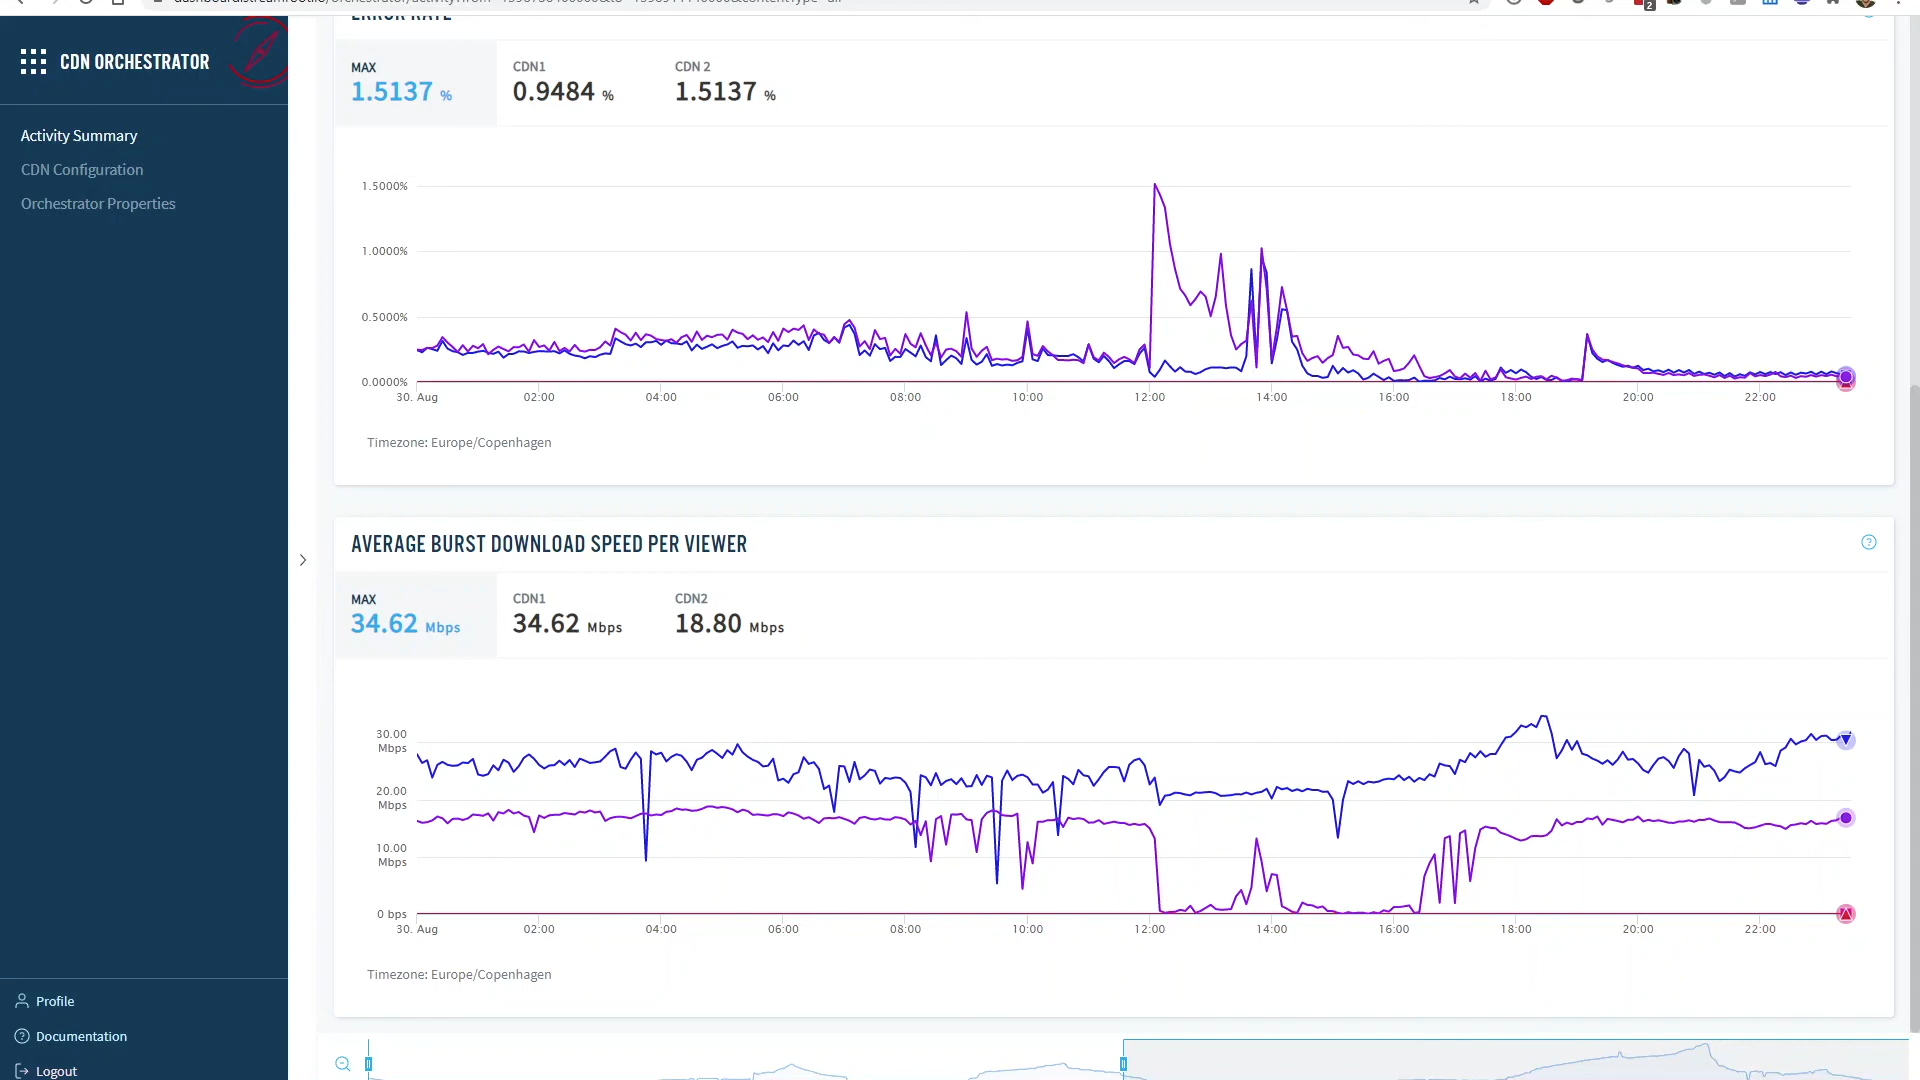 ERROR RATE
CDN ORCHESTRATOR
Activity Summary
CDN Configuration
Orchestrator Properties
MAX
1.5137 %
CDN1
0.9484 %
CDN 2
1.5137 %
1.5000%
1.0000%
0.5000%
0.0000%
30. Aug 02:00 04:00 06:00 08:00 10:00 12:00 14:00 16:00 18:00 20:00 22:00
Timezone: Europe/Copenhagen
AVERAGE BURST DOWNLOAD SPEED PER VIEWER
MAX
34.62 Mbps
CDN1
34.62 Mbps
CDN2
18.80 Mbps
30.00
Mbps
20.00
Mbps
10.00
Mbps
0 bps
30. Aug 02:00 04:00 06:00 08:00 10:00 12:00 14:00 16:00 18:00 20:00 22:00
Timezone: Europe/Copenhagen
Profile
Documentation
Logout
2